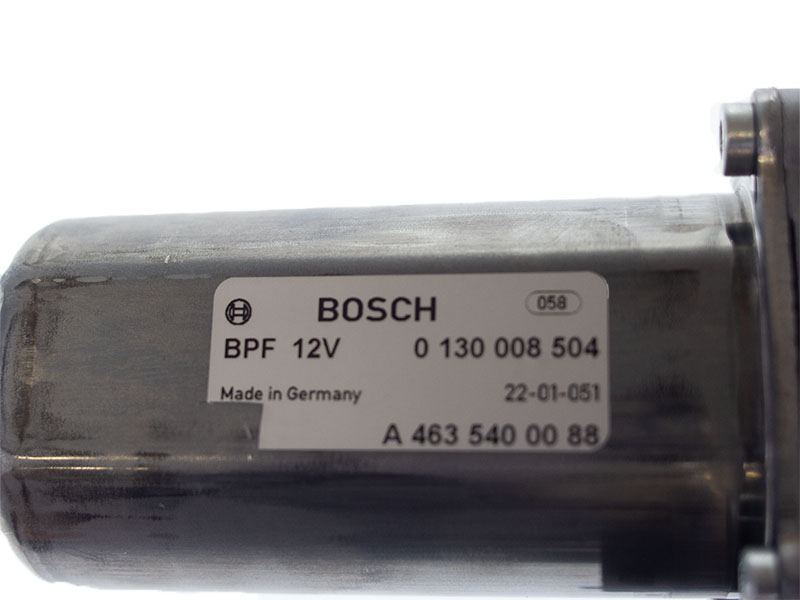 BOSCH 058
BPF 12V 0 130 008 504
Made in Germany 22-01-051
A 463 540 00 88